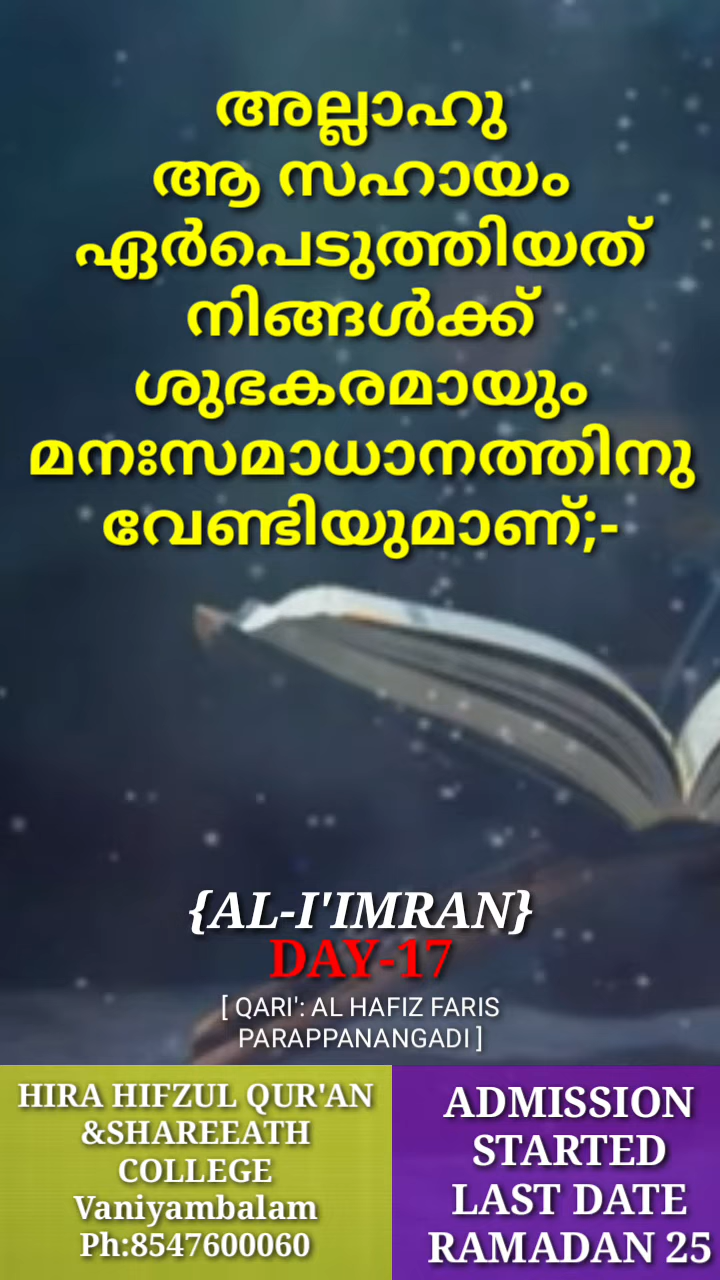 അല്ലാഹു
ആ സഹായം
ഏർപെടുത്തിയത്
നിങ്ങൾക്ക്
ശുഭകരമായും
മനഃസമാധാനത്തിനു
വേണ്ടിയുമാണ്;-
{AL-I'IMRAN}
DAY-17
[ QARI': AL HAFIZ FARIS
PARAPPANANGADI ]
HIRA HIFZUL QUR'AN
&SHAREEATH
COLLEGE
Vaniyambalam
Ph:8547600060
ADMISSION
STARTED
LAST DATE
RAMADAN 25